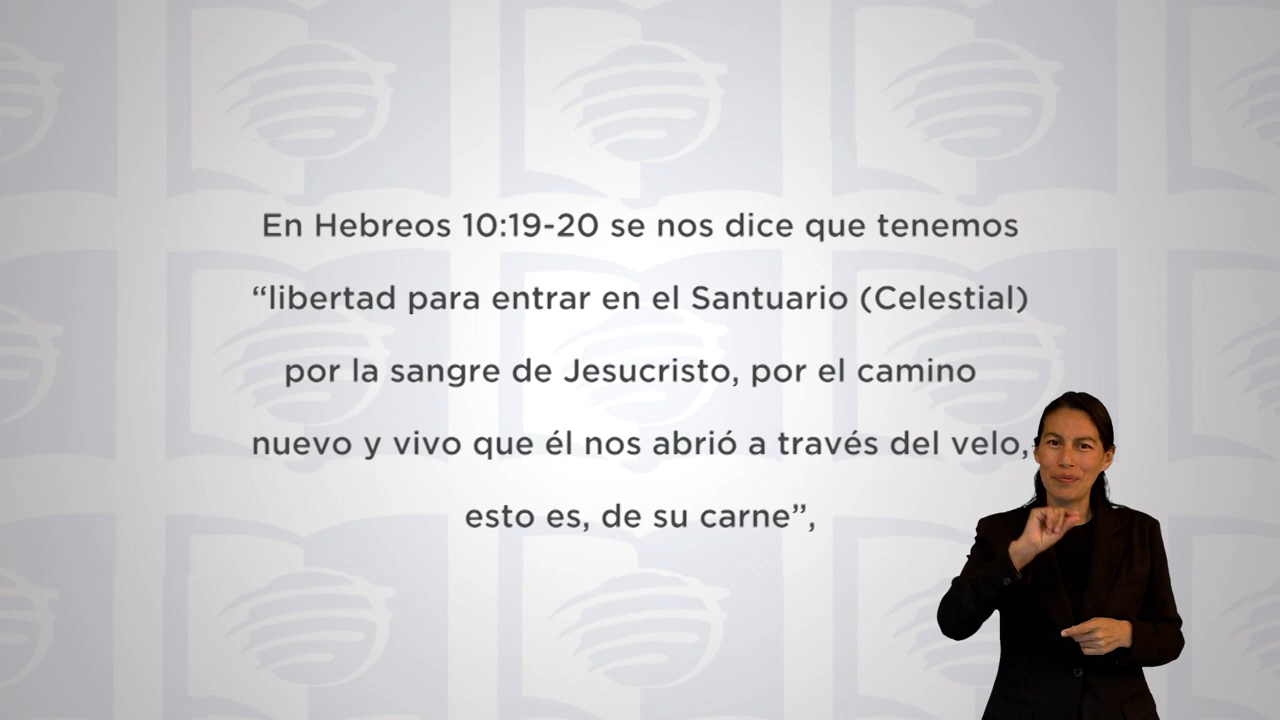 En Hebreos 10:19-20 se nos dice que tenemos
“libertad para entrar en el Santuario (Celestial)
por la sangre de Jesucristo, por el camino
nuevo y vivo que él nos abrió a través del velo,
esto es, de su carne”,